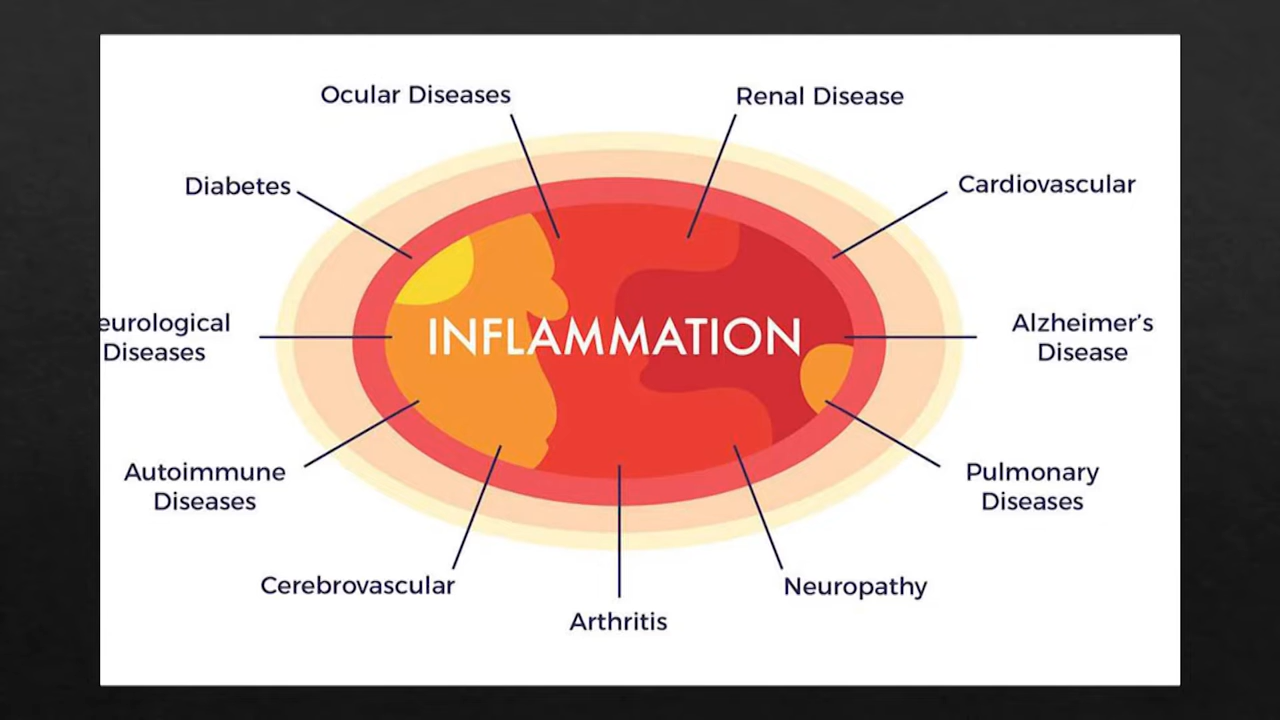 Ocular Diseases
Renal Disease
Diabetes
Cardiovascular
eurological
Diseases
INFLAMMATION
Alzheimer's
Disease
Autoimmune
Diseases
Pulmonary
Diseases
Cerebrovascular
Neuropathy
Arthritis